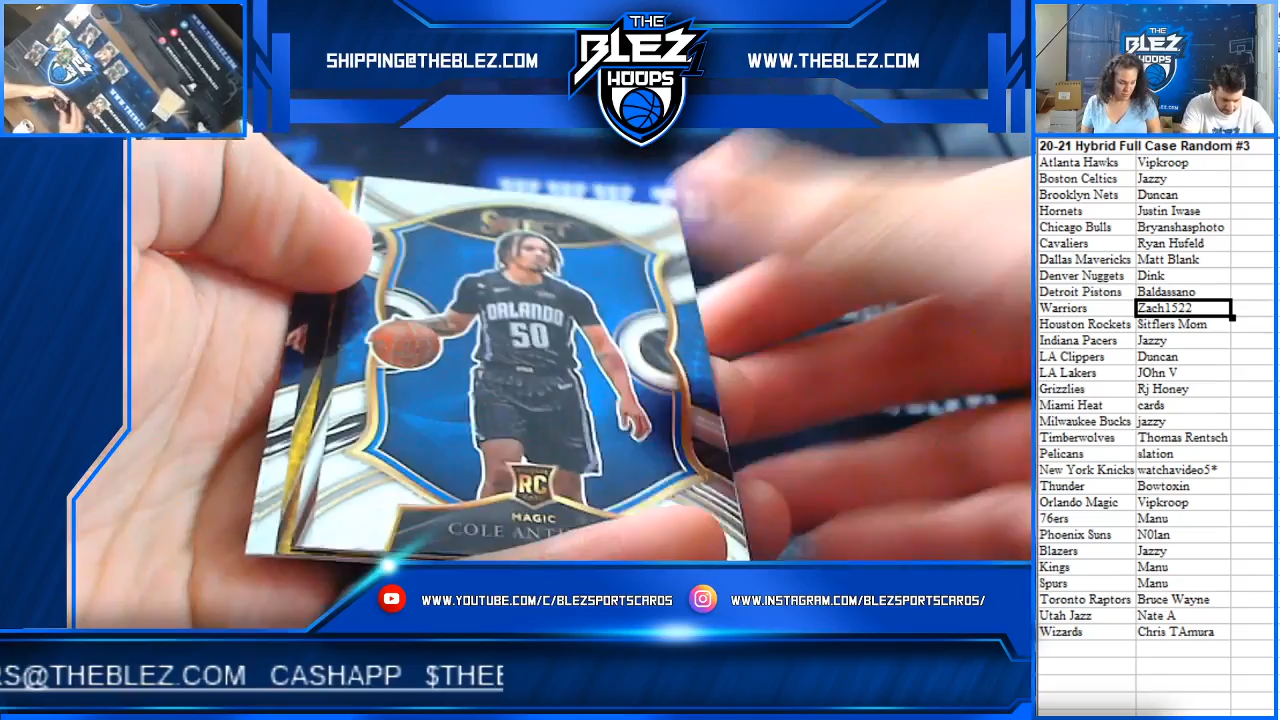 SHIPPING@THEBLEZ.COM
THE
BLEZ
HOOPS
WWW.THEBLEZ.COM
THE
BLEZ
SELECT
ORLANDO
50
RC
MAGIC
COLE
WWW.YOUTUBE.COM/C/BLEZSPORTSCARDS
WWW.INSTAGRAM.COM/BLEZSPORTSCARDS/
S@THEBLEZ.COM CASHAPP $THEB
20-21 Hybrid Full Case Random #3
Atlanta Hawks Vipkroop
Boston Celtics Jazzy
Brooklyn Nets Duncan
Hornets Justin Iwase
Chicago Bulls Bryanshasphoto
Cavaliers Ryan Hufeld
Dallas Mavericks Matt Blank
Denver Nuggets Dink
Detroit Pistons Baldassano
Warriors Zach1522
Houston Rockets Sitflers Mom
Indiana Pacers Jazzy
LA Clippers Duncan
LA Lakers JOhn V
Grizzlies Rj Honey
Miami Heat cards
Milwaukee Bucks jazzy
Timberwolves Thomas Rentsch
Pelicans slation
New York Knicks watchavideo5*
Thunder Bowtoxin
Orlando Magic Vipkroop
76ers Manu
Phoenix Suns N0lan
Blazers Jazzy
Kings Manu
Spurs Manu
Toronto Raptors Bruce Wayne
Utah Jazz Nate A
Wizards Chris TAmura